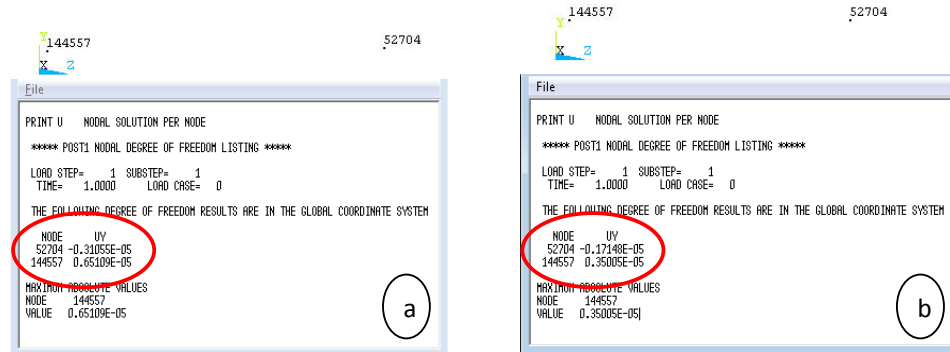 144557
52704
Y
X Z
File
PRINT U NODAL SOLUTION PER NODE
***** POST1 NODAL DEGREE OF FREEDOM LISTING *****
LOAD STEP= 1 SUBSTEP= 1
TIME= 1.0000 LOAD CASE= 0
THE FOLLOWING DEGREE OF FREEDOM RESULTS ARE IN THE GLOBAL COORDINATE SYSTEM
NODE UY
52704 -0.31055E-05
144557 0.65109E-05
MAXIMUM ABSOLUTE VALUES
NODE 144557
VALUE 0.65109E-05
a
144557
52704
Y
X Z
File
PRINT U NODAL SOLUTION PER NODE
***** POST1 NODAL DEGREE OF FREEDOM LISTING *****
LOAD STEP= 1 SUBSTEP= 1
TIME= 1.0000 LOAD CASE= 0
THE FOLLOWING DEGREE OF FREEDOM RESULTS ARE IN THE GLOBAL COORDINATE SYSTEM
NODE UY
52704 -0.17148E-05
144557 0.35005E-05
MAXIMUM ABSOLUTE VALUES
NODE 144557
VALUE 0.35005E-05
b